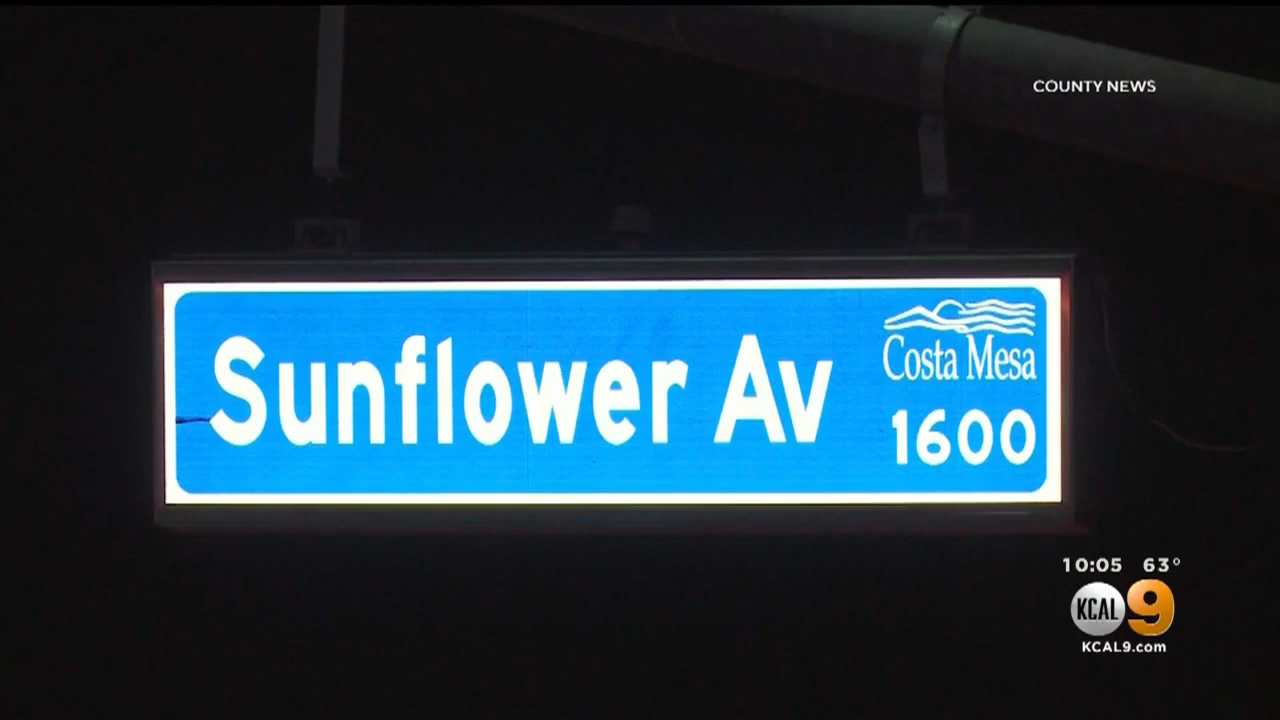 COUNTY NEWS
Sunflower Av
Costa Mesa
1600
10:05 63°
KCAL 9
KCAL9.com